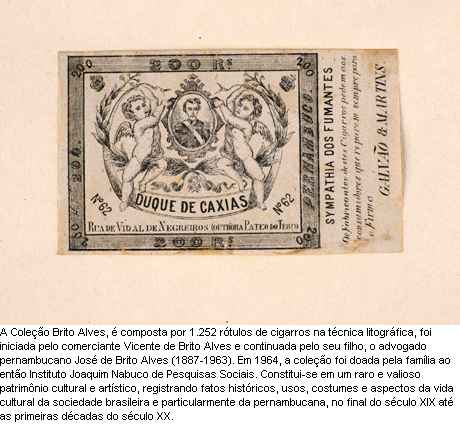 200 Rs.
200
200
200 Rs.
PERNAMBUCO.
No. 62
DUQUE DE CAXIAS
No. 62
RUA DE VIDAL DE NEGREIROS (OUTR'ORA PATEO DO TERÇO
200 Rs.
SYMPATHIA DOS FUMANTES
Os fabricantes destes Cigarros pedem aos
consumidores que reparem sempre para
a Firma
GALVÃO & MARTINS
A Coleção Brito Alves, é composta por 1.252 rótulos de cigarros na técnica litográfica, foi
iniciada pelo comerciante Vicente de Brito Alves e continuada pelo seu filho, o advogado
pernambucano José de Brito Alves (1887-1963). Em 1964, a coleção foi doada pela família ao
então Instituto Joaquim Nabuco de Pesquisas Sociais. Constitui-se em um raro e valioso
patrimônio cultural e artístico, registrando fatos históricos, usos, costumes e aspectos da vida
cultural da sociedade brasileira e particularmente da pernambucana, no final do século XIX até
as primeiras décadas do século XX.